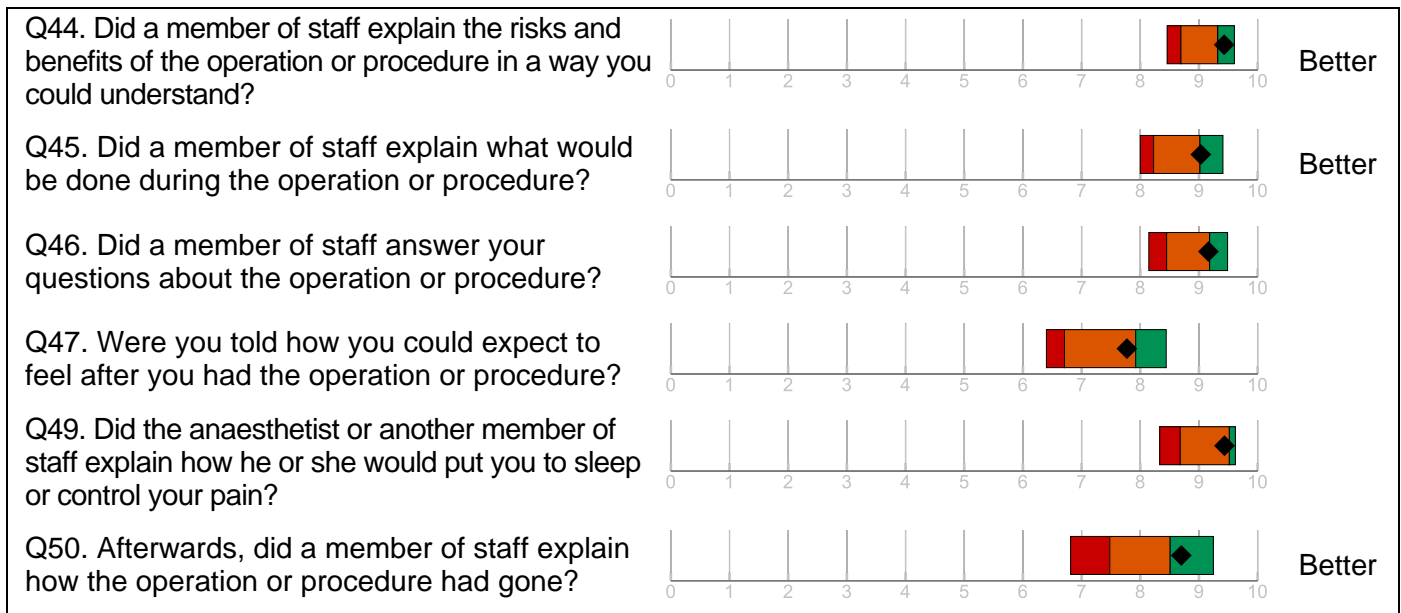 Q44. Did a member of staff explain the risks and
benefits of the operation or procedure in a way you
could understand?
Better
0 1 2 3 4 5 6 7 8 9 10
Q45. Did a member of staff explain what would
be done during the operation or procedure?
Better
0 1 2 3 4 5 6 7 8 9 10
Q46. Did a member of staff answer your
questions about the operation or procedure?
0 1 2 3 4 5 6 7 8 9 10
Q47. Were you told how you could expect to
feel after you had the operation or procedure?
0 1 2 3 4 5 6 7 8 9 10
Q49. Did the anaesthetist or another member of
staff explain how he or she would put you to sleep
or control your pain?
0 1 2 3 4 5 6 7 8 9 10
Q50. Afterwards, did a member of staff explain
how the operation or procedure had gone?
Better
0 1 2 3 4 5 6 7 8 9 10